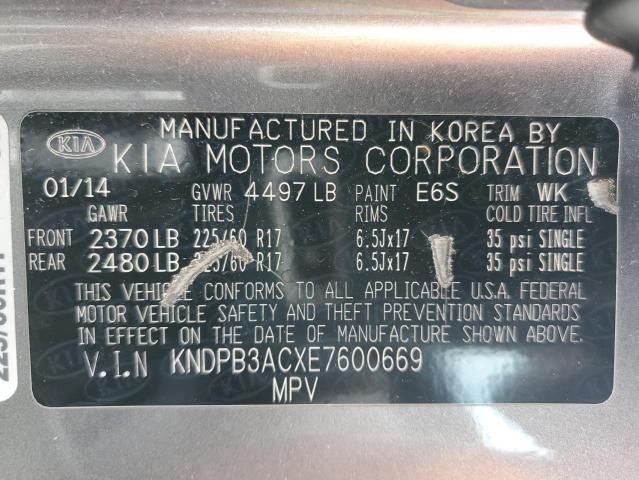 KIA MANUFACTURED IN KOREA BY
KIA MOTORS CORPORATION
01/14 GVWR 4497 LB PAINT E6S TRIM WK
GAWR TIRES RIMS COLD TIRE INFL
FRONT 2370 LB 225/60 R17 6.5Jx17 35 psi SINGLE
REAR 2480 LB 225/60 R17 6.5Jx17 35 psi SINGLE
THIS VEHICLE CONFORMS TO ALL APPLICABLE U.S.A. FEDERAL
MOTOR VEHICLE SAFETY AND THEFT PREVENTION STANDARDS
IN EFFECT ON THE DATE OF MANUFACTURE SHOWN ABOVE.
V.I.N KNDPB3ACXE7600669
MPV